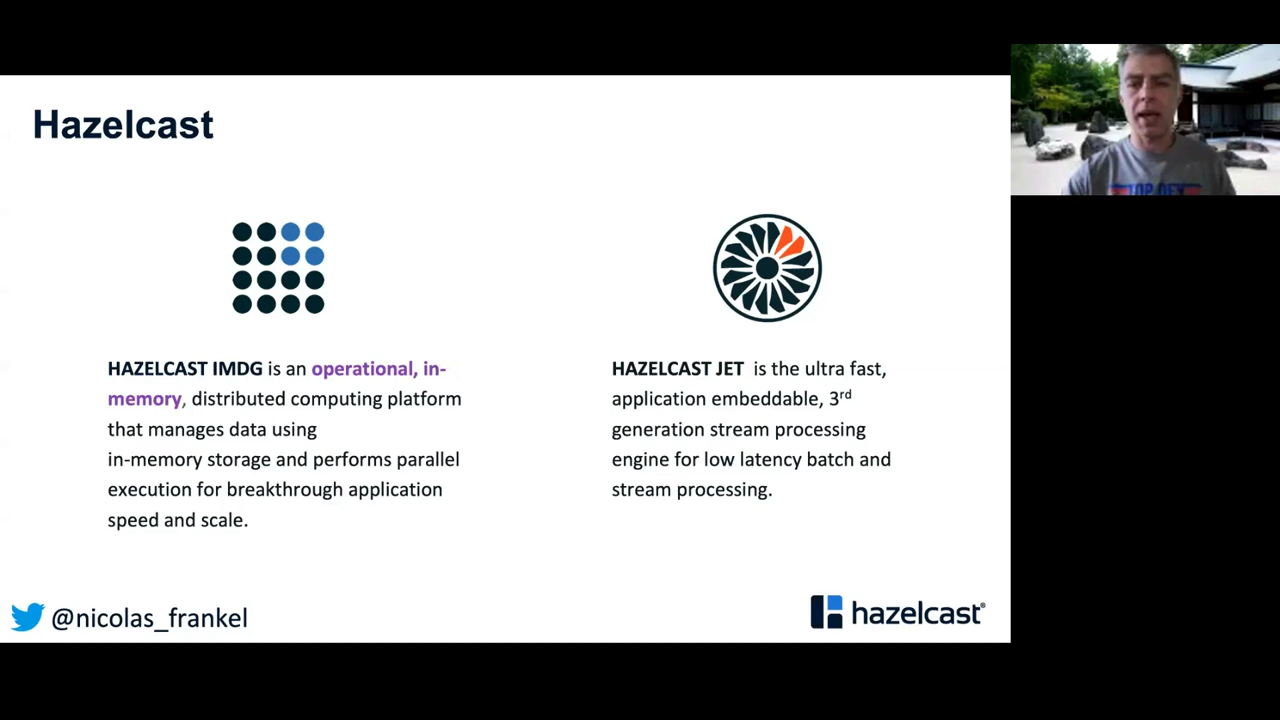 Hazelcast
HAZELCAST IMDG is an operational, in-
memory, distributed computing platform
that manages data using
in-memory storage and performs parallel
execution for breakthrough application
speed and scale.
HAZELCAST JET is the ultra fast,
application embeddable, 3rd
generation stream processing
engine for low latency batch and
stream processing.
@nicolas_frankel
hazelcast®